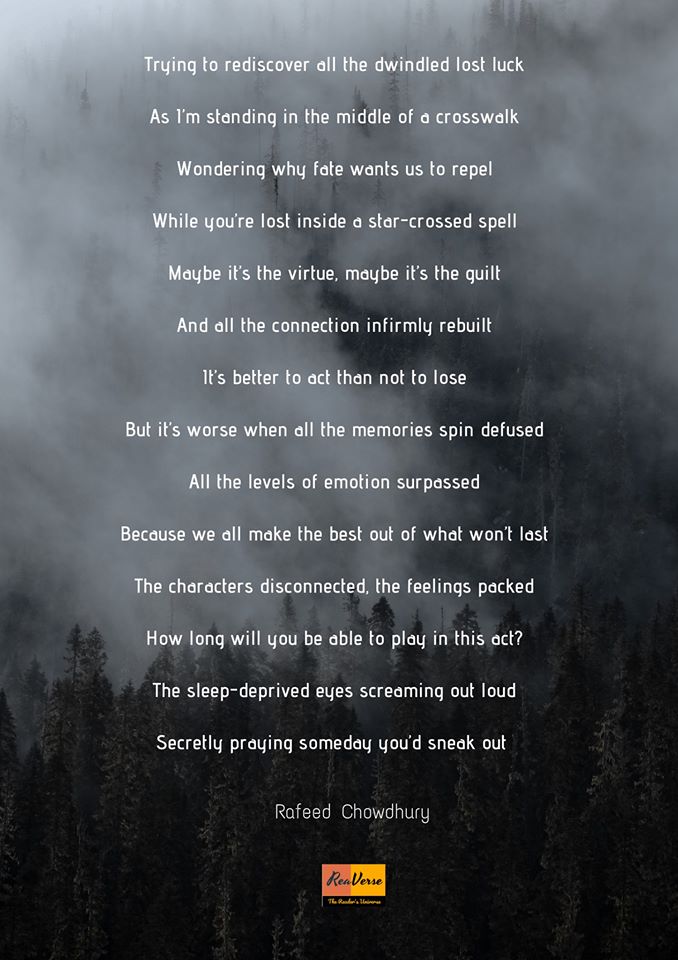 Trying to rediscover all the dwindled lost luck
As I'm standing in the middle of a crosswalk
Wondering why fate wants us to repel
While you're lost inside a star-crossed spell
Maybe it's the virtue, maybe it's the guilt
And all the connection infirmly rebuilt
It's better to act than not to lose
But it's worse when all the memories spin defused
All the levels of emotion surpassed
Because we all make the best out of what won't last
The characters disconnected, the feelings packed
How long will you be able to play in this act?
The sleep-deprived eyes screaming out loud
Secretly praying someday you'd sneak out
Rafeed Chowdhury
ReaVerse
The Reader's Universe